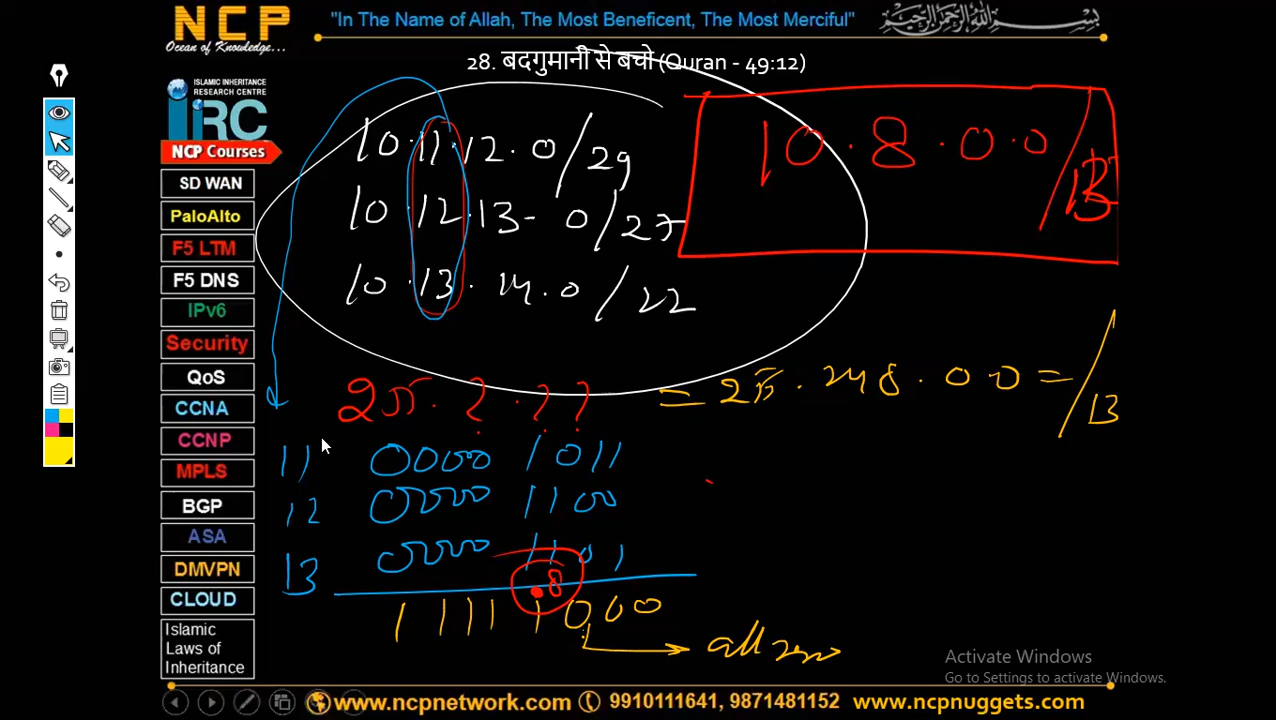 NCP
Ocean of Knowledge...
"In The Name of Allah, The Most Beneficent, The Most Merciful"
بِسْمِ اللهِ الرَّحْمٰنِ الرَّحِيْمِ
28. बदगुमानी से बचो (Quran - 49:12)
ISLAMIC INHERITANCE
RESEARCH CENTRE
IRC
NCP Courses
SD WAN
PaloAlto
F5 LTM
F5 DNS
IPv6
Security
QoS
CCNA
CCNP
MPLS
BGP
ASA
DMVPN
CLOUD
Islamic
Laws of
Inheritance
10.11.12.0/29
10.12.13.0/27
10.13.14.0/22
10.8.0.0/13
255.?.?.?
= 255.248.0.0 = /13
11 0000 1011
12 0000 1100
13 0000 1101
.8
1111 1000
all zero
Activate Windows
Go to Settings to activate Windows.
www.ncpnetwork.com
9910111641, 9871481152
www.ncpnuggets.com